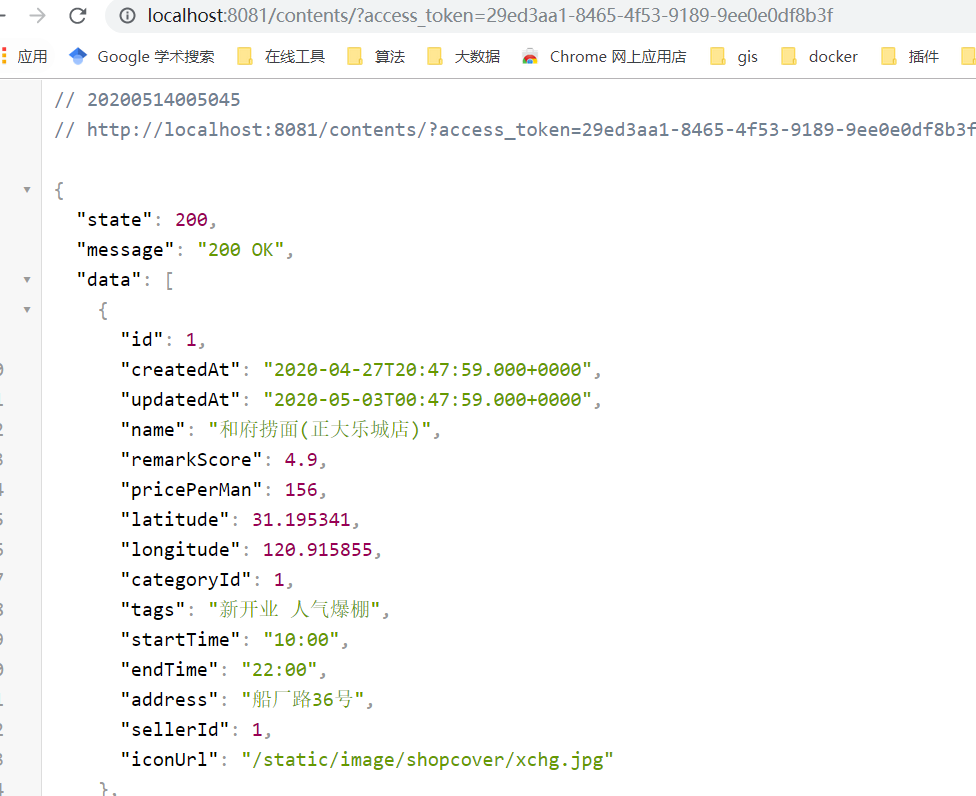 localhost:8081/contents/?access_token=29ed3aa1-8465-4f53-9189-9ee0e0df8b3f
应用 Google 学术搜索 在线工具 算法 大数据 Chrome 网上应用店 gis docker 插件
// 20200514005045
// http://localhost:8081/contents/?access_token=29ed3aa1-8465-4f53-9189-9ee0e0df8b3f
{
"state": 200,
"message": "200 OK",
"data": [
{
"id": 1,
"createdAt": "2020-04-27T20:47:59.000+0000",
"updatedAt": "2020-05-03T00:47:59.000+0000",
"name": "和府捞面(正大乐城店)",
"remarkScore": 4.9,
"pricePerMan": 156,
"latitude": 31.195341,
"longitude": 120.915855,
"categoryId": 1,
"tags": "新开业 人气爆棚",
"startTime": "10:00",
"endTime": "22:00",
"address": "船厂路36号",
"sellerId": 1,
"iconUrl": "/static/image/shopcover/xchg.jpg"
},